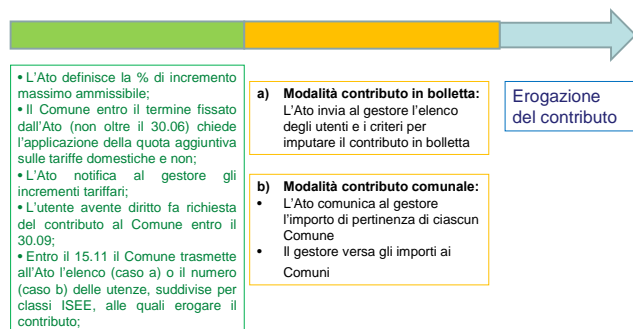 • L'Ato definisce la % di incremento
massimo ammissibile;
• Il Comune entro il termine fissato
dall'Ato (non oltre il 30.06) chiede
l'applicazione della quota aggiuntiva
sulle tariffe domestiche e non;
• L'Ato notifica al gestore gli
incrementi tariffari;
• L'utente avente diritto fa richiesta
del contributo al Comune entro il
30.09;
• Entro il 15.11 il Comune trasmette
all'Ato l'elenco (caso a) o il numero
(caso b) delle utenze, suddivise per
classi ISEE, alle quali erogare il
contributo;
a) Modalità contributo in bolletta:
L'Ato invia al gestore l'elenco
degli utenti e i criteri per
imputare il contributo in bolletta
b) Modalità contributo comunale:
• L'Ato comunica al gestore
l'importo di pertinenza di ciascun
Comune
• Il gestore versa gli importi ai
Comuni
Erogazione
del contributo